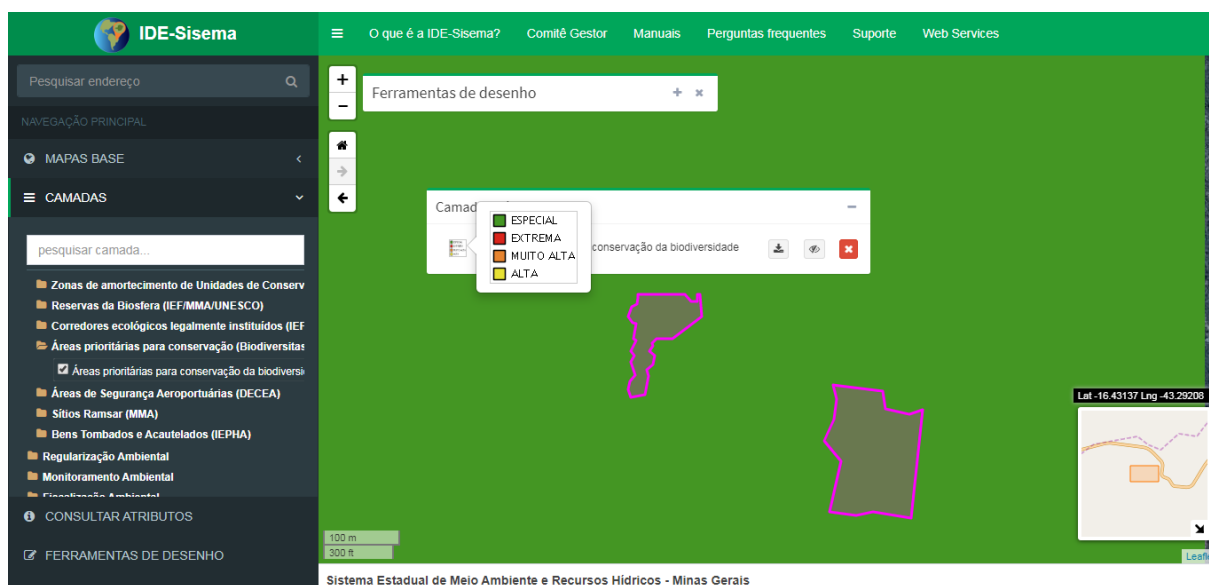 IDE-Sisema
O que é a IDE-Sisema? Comitê Gestor Manuais Perguntas frequentes Suporte Web Services
Pesquisar endereço
NAVEGAÇÃO PRINCIPAL
MAPAS BASE
CAMADAS
pesquisar camada...
Zonas de amortecimento de Unidades de Conserv
Reservas da Biosfera (IEF/MMA/UNESCO)
Corredores ecológicos legalmente instituídos (IEF
Áreas prioritárias para conservação (Biodiversitas
Áreas prioritárias para conservação da biodiversi
Áreas de Segurança Aeroportuárias (DECEA)
Sítios Ramsar (MMA)
Bens Tombados e Acautelados (IEPHA)
Regularização Ambiental
Monitoramento Ambiental
Fiscalização Ambiental
CONSULTAR ATRIBUTOS
FERRAMENTAS DE DESENHO
+
−
Ferramentas de desenho
Camad
conservação da biodiversidade
ESPECIAL
EXTREMA
MUITO ALTA
ALTA
Lat -16.43137 Lng -43.29208
100 m
300 ft
Leafle
Sistema Estadual de Meio Ambiente e Recursos Hídricos - Minas Gerais